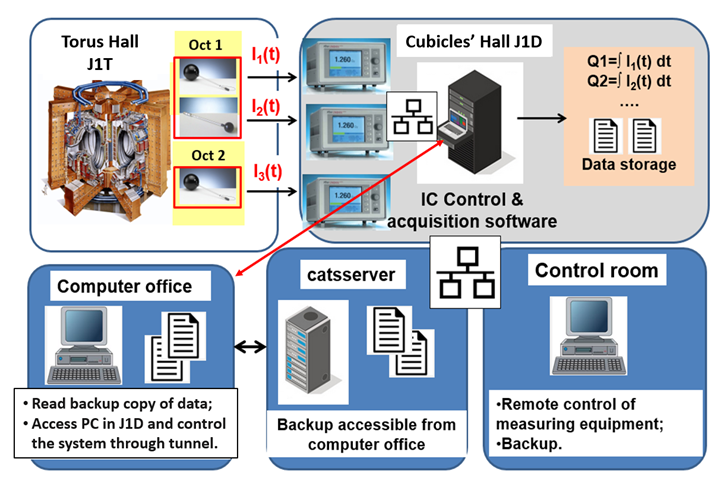 Torus Hall
J1T
Oct 1
I1(t)
I2(t)
Oct 2
I3(t)
Cubicles' Hall J1D
1.260
1.260
1.260
IC Control &
acquisition software
Q1=∫ I1(t) dt
Q2=∫ I2(t) dt
....
Data storage
Computer office
• Read backup copy of data;
• Access PC in J1D and control
the system through tunnel.
catsserver
Backup accessible from
computer office
Control room
•Remote control of
measuring equipment;
•Backup.